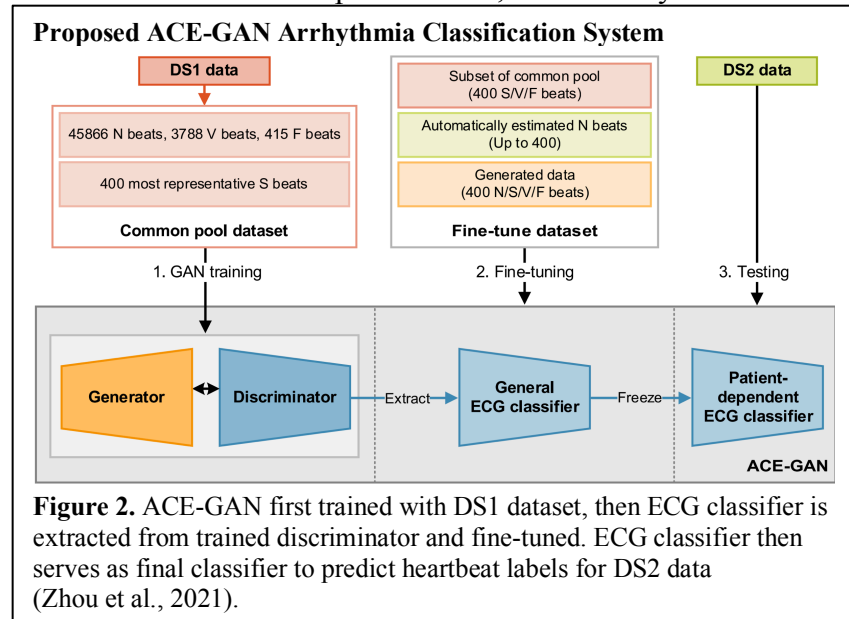 Proposed ACE-GAN Arrhythmia Classification System
DS1 data
45866 N beats, 3788 V beats, 415 F beats
400 most representative S beats
Common pool dataset
Subset of common pool
(400 S/V/F beats)
Automatically estimated N beats
(Up to 400)
Generated data
(400 N/S/V/F beats)
Fine-tune dataset
DS2 data
1. GAN training
2. Fine-tuning
3. Testing
Generator
Discriminator
Extract
General
ECG classifier
Freeze
Patient-
dependent
ECG classifier
ACE-GAN
Figure 2. ACE-GAN first trained with DS1 dataset, then ECG classifier is
extracted from trained discriminator and fine-tuned. ECG classifier then
serves as final classifier to predict heartbeat labels for DS2 data
(Zhou et al., 2021).